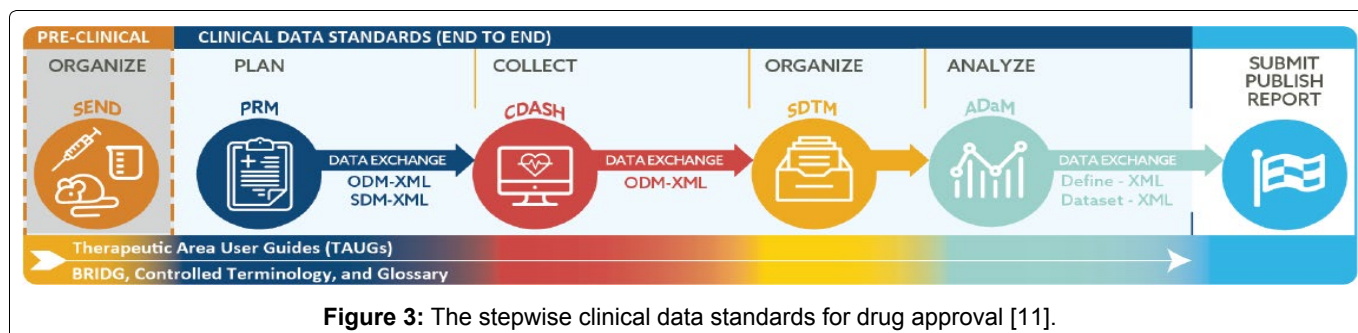 PRE-CLINICAL
CLINICAL DATA STANDARDS (END TO END)
ORGANIZE
PLAN
COLLECT
ORGANIZE
ANALYZE
SUBMIT
PUBLISH
REPORT
SEND
PRM
CDASH
SDTM
ADaM
DATA EXCHANGE
ODM-XML
SDM-XML
DATA EXCHANGE
ODM-XML
DATA EXCHANGE
Define - XML
Dataset - XML
Therapeutic Area User Guides (TAUGs)
BRIDG, Controlled Terminology, and Glossary
Figure 3: The stepwise clinical data standards for drug approval [11].